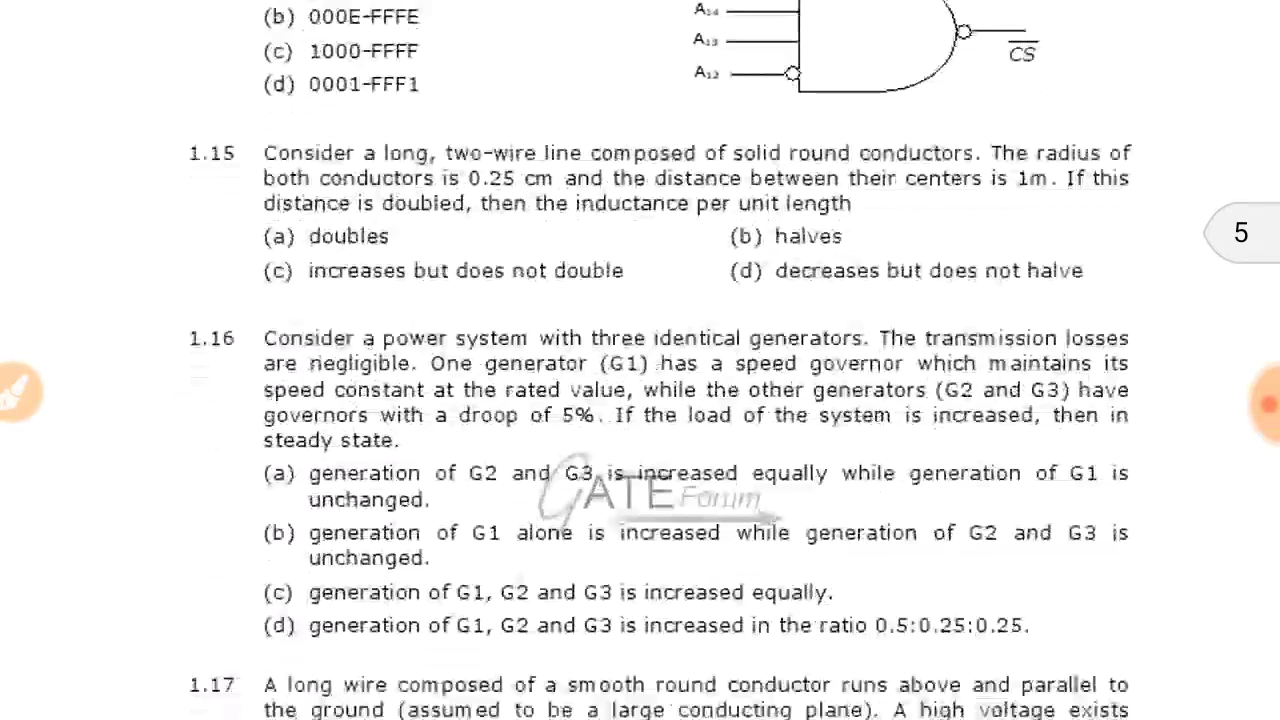 (b) 000E-FFFE
(c) 1000-FFFF
(d) 0001-FFF1
A₁₄
A₁₃
A₁₂
CS
1.15 Consider a long, two-wire line composed of solid round conductors. The radius of
both conductors is 0.25 cm and the distance between their centers is 1m. If this
distance is doubled, then the inductance per unit length
(a) doubles (b) halves
(c) increases but does not double (d) decreases but does not halve
5
1.16 Consider a power system with three identical generators. The transmission losses
are negligible. One generator (G1) has a speed governor which maintains its
speed constant at the rated value, while the other generators (G2 and G3) have
governors with a droop of 5%. If the load of the system is increased, then in
steady state.
(a) generation of G2 and G3 is increased equally while generation of G1 is
unchanged.
GATE Forum
(b) generation of G1 alone is increased while generation of G2 and G3 is
unchanged.
(c) generation of G1, G2 and G3 is increased equally.
(d) generation of G1, G2 and G3 is increased in the ratio 0.5:0.25:0.25.
1.17 A long wire composed of a smooth round conductor runs above and parallel to
the ground (assumed to be a large conducting plane). A high voltage exists